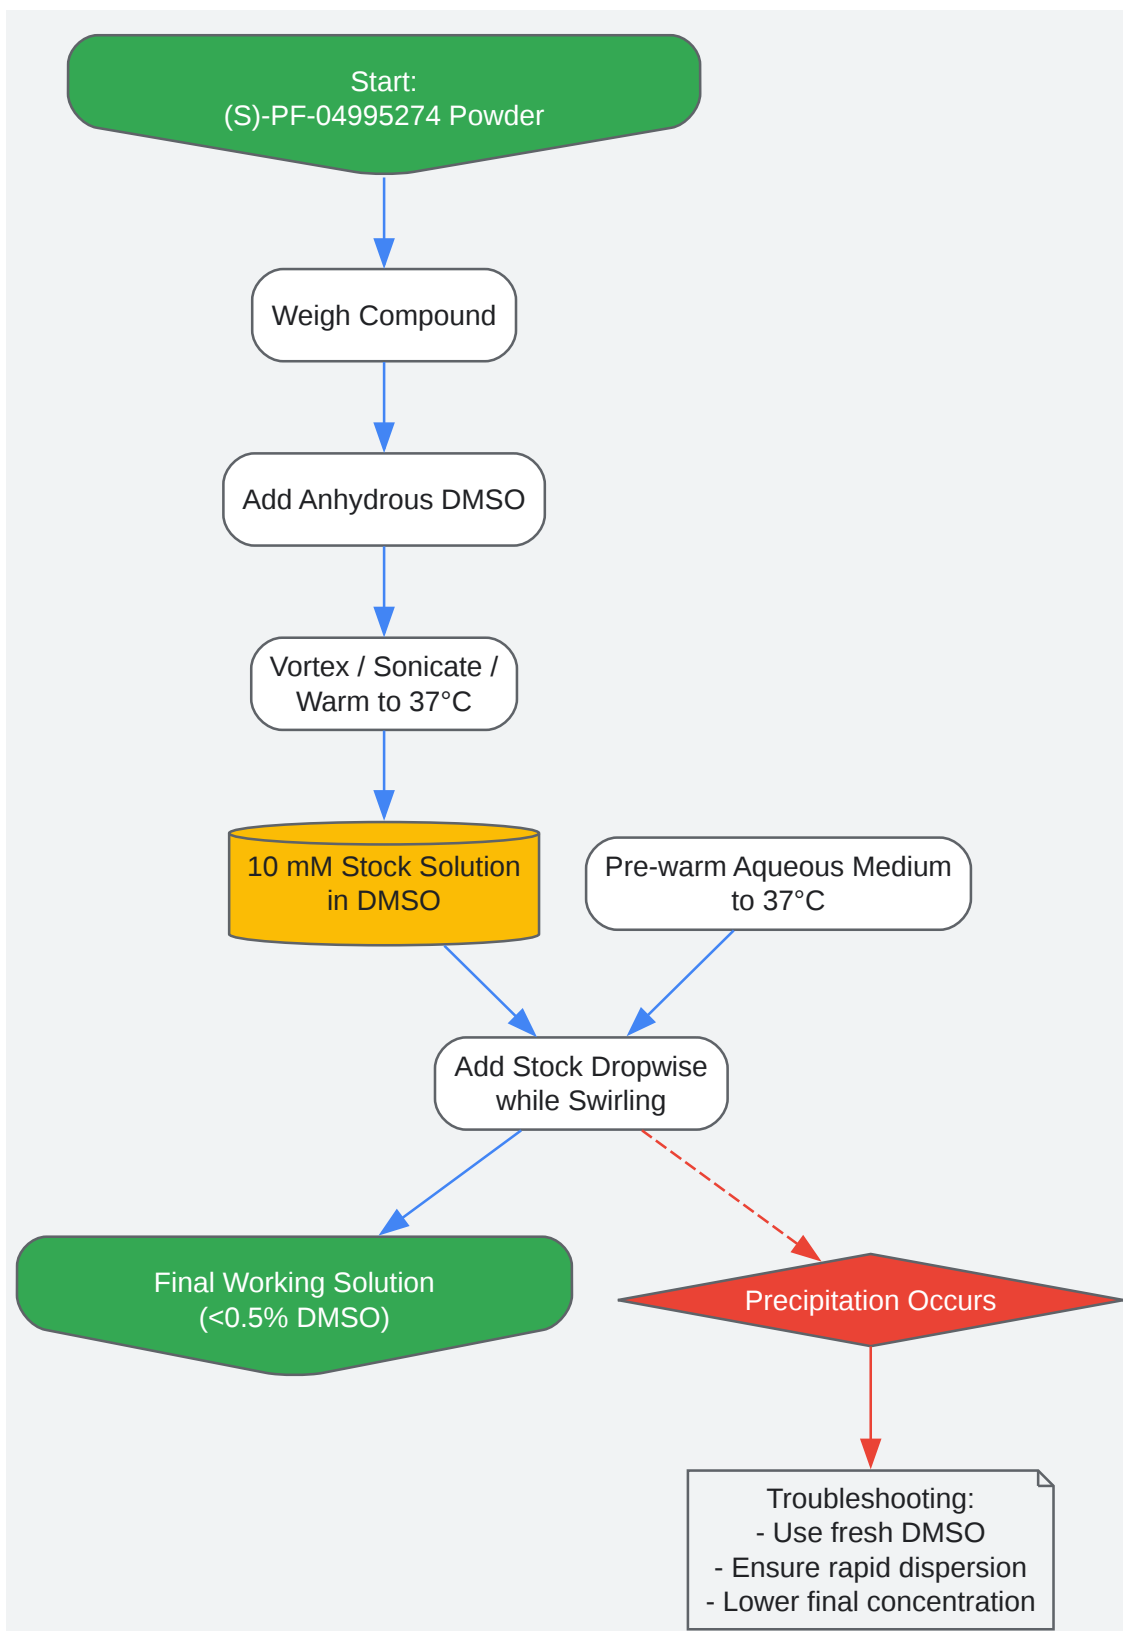 Start:
(S)-PF-04995274 Powder
Weigh Compound
Add Anhydrous DMSO
Vortex / Sonicate /
Warm to 37°C
10 mM Stock Solution
in DMSO
Pre-warm Aqueous Medium
to 37°C
Add Stock Dropwise
while Swirling
Final Working Solution
(<0.5% DMSO)
Precipitation Occurs
Troubleshooting:
- Use fresh DMSO
- Ensure rapid dispersion
- Lower final concentration